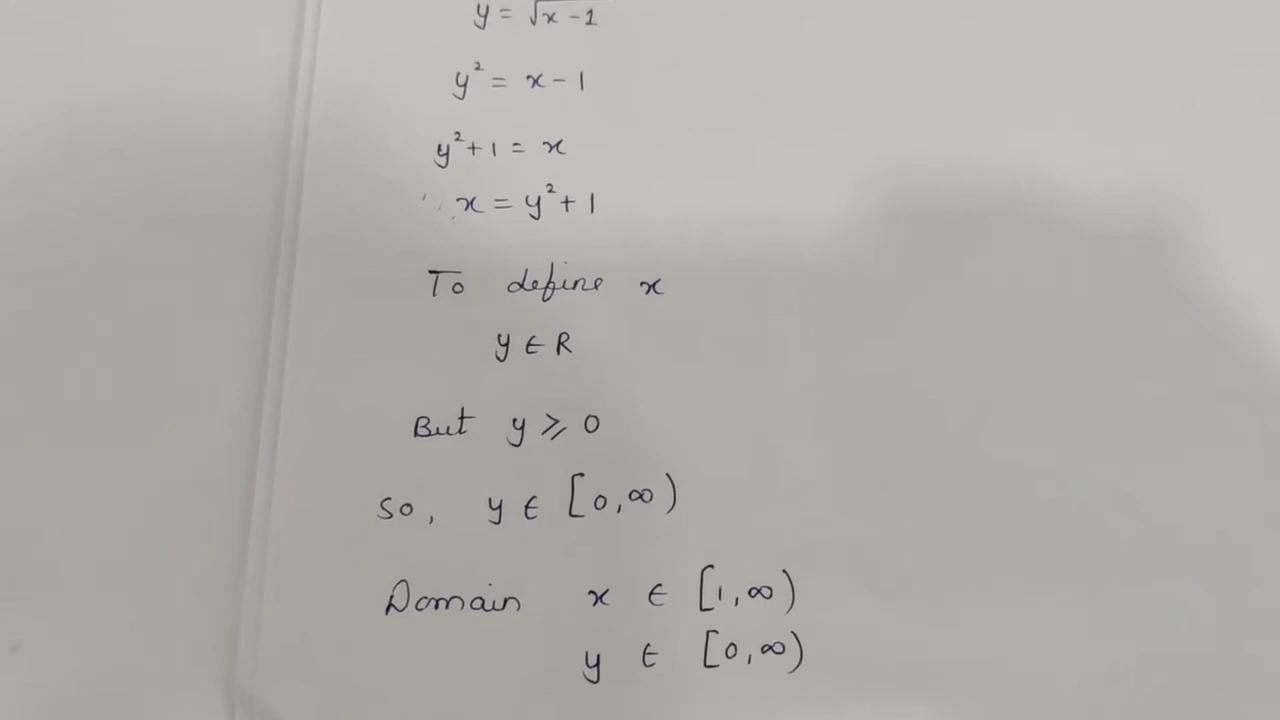 y = √x - 1
y² = x - 1
y² + 1 = x
x = y² + 1
To define x
y ∈ R
But y ⩾ 0
So, y ∈ [0, ∞)
Domain x ∈ [1, ∞)
y ∈ [0, ∞)